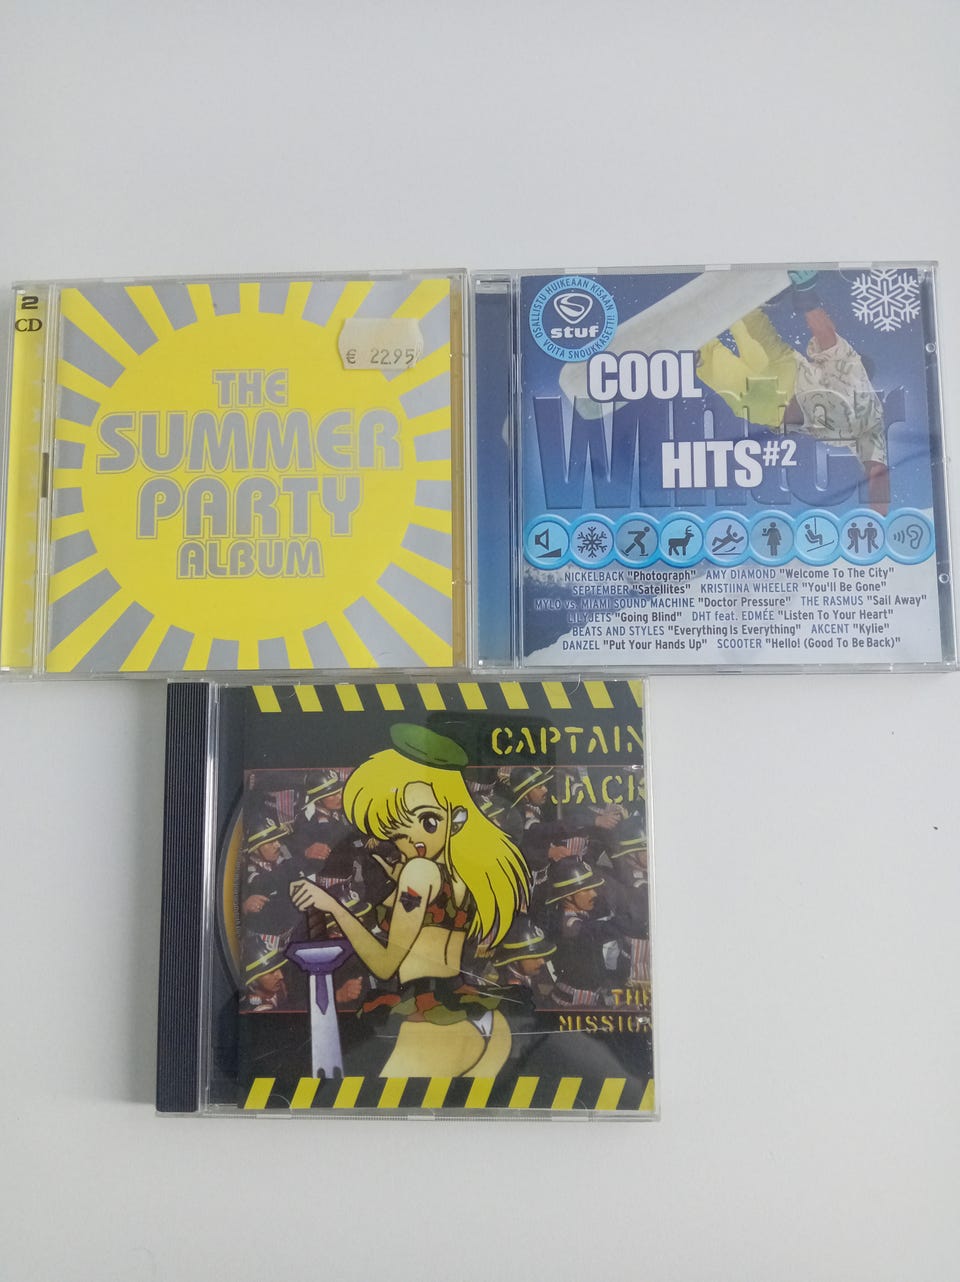 2
CD
€ 22.95
THE
SUMMER
PARTY
ALBUM
OSALLISTU HUIKEAAN KISAAN
stuf
VOITA SNOUKKASETTI!
COOL
Winter
HITS #2
NICKELBACK "Photograph" AMY DIAMOND "Welcome To The City"
SEPTEMBER "Satellites" KRISTIINA WHEELER "You'll Be Gone"
MYLO vs. MIAMI SOUND MACHINE "Doctor Pressure" THE RASMUS "Sail Away"
LILYJETS "Going Blind" DHT feat. EDMÉE "Listen To Your Heart"
BEATS AND STYLES "Everything Is Everything" AKCENT "Kylie"
DANZEL "Put Your Hands Up" SCOOTER "Hello! (Good To Be Back)"
CAPTAIN
JACK
THE
MISSION